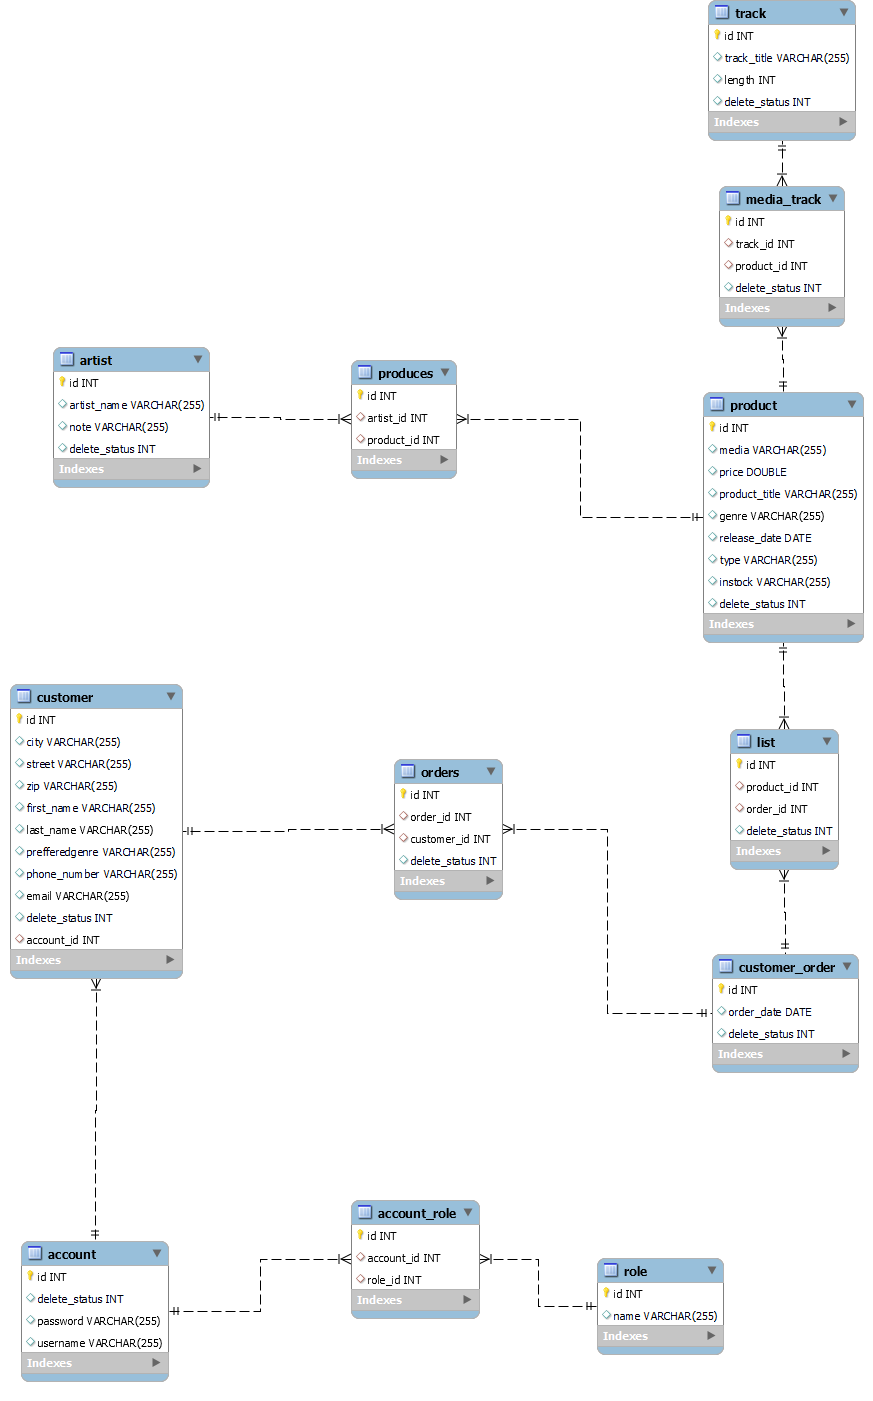 track
id INT
track_title VARCHAR(255)
length INT
delete_status INT
Indexes
media_track
id INT
track_id INT
product_id INT
delete_status INT
Indexes
artist
id INT
artist_name VARCHAR(255)
note VARCHAR(255)
delete_status INT
Indexes
produces
id INT
artist_id INT
product_id INT
Indexes
product
id INT
media VARCHAR(255)
price DOUBLE
product_title VARCHAR(255)
genre VARCHAR(255)
release_date DATE
type VARCHAR(255)
instock VARCHAR(255)
delete_status INT
Indexes
customer
id INT
city VARCHAR(255)
street VARCHAR(255)
zip VARCHAR(255)
first_name VARCHAR(255)
last_name VARCHAR(255)
prefferedgenre VARCHAR(255)
phone_number VARCHAR(255)
email VARCHAR(255)
delete_status INT
account_id INT
Indexes
orders
id INT
order_id INT
customer_id INT
delete_status INT
Indexes
list
id INT
product_id INT
order_id INT
delete_status INT
Indexes
customer_order
id INT
order_date DATE
delete_status INT
Indexes
account
id INT
delete_status INT
password VARCHAR(255)
username VARCHAR(255)
Indexes
account_role
id INT
account_id INT
role_id INT
Indexes
role
id INT
name VARCHAR(255)
Indexes